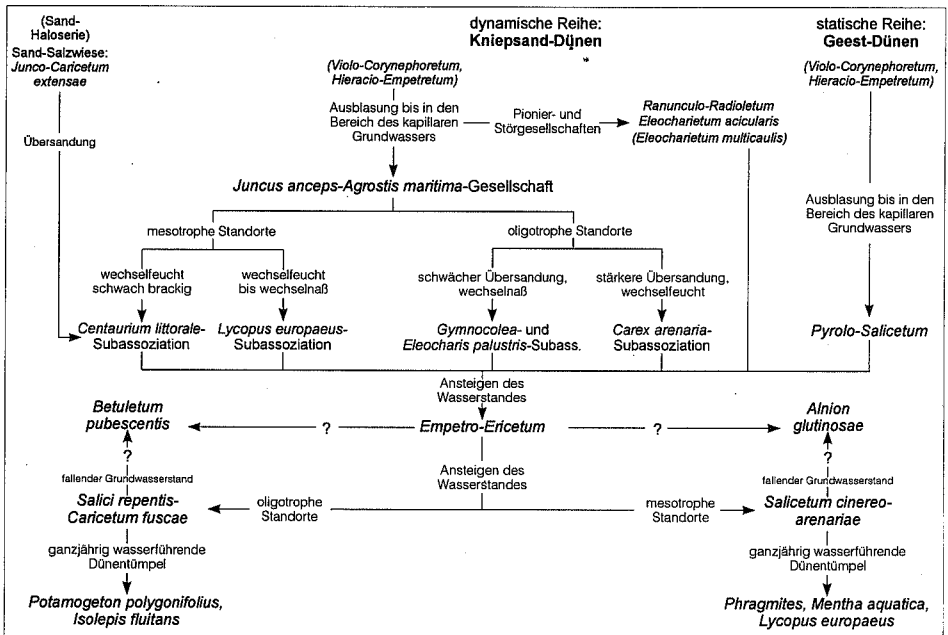 (Sand-
Haloserie)
Sand-Salzwiese:
Junco-Caricetum
extensae
dynamische Reihe:
Kniepsand-Dünen
statische Reihe:
Geest-Dünen
(Violo-Corynephoretum,
Hieracio-Empetretum)
(Violo-Corynephoretum,
Hieracio-Empetretum)
Ausblasung bis in den
Bereich des kapillaren
Grundwassers
Pionier- und
Störgesellschaften
Ranunculo-Radioletum
Eleocharietum acicularis
(Eleocharietum multicaulis)
Übersandung
Juncus anceps-Agrostis maritima-Gesellschaft
Ausblasung bis in den
Bereich des kapillaren
Grundwassers
mesotrophe Standorte
oligotrophe Standorte
wechselfeucht
schwach brackig
wechselfeucht
bis wechselnaß
schwächer Übersandung,
wechselnaß
stärkere Übersandung,
wechselfeucht
Centaurium littorale-
Subassoziation
Lycopus europaeus-
Subassoziation
Gymnocolea- und
Eleocharis palustris-Subass.
Carex arenaria-
Subassoziation
Pyrolo-Salicetum
Ansteigen des
Wasserstandes
Betuletum
pubescentis
?
Empetro-Ericetum
?
Alnion
glutinosae
?
fallender Grundwasserstand
Ansteigen des
Wasserstandes
?
fallender Grundwasserstand
Salici repentis-
Caricetum fuscae
oligotrophe
Standorte
mesotrophe
Standorte
Salicetum cinereo-
arenariae
ganzjährig wasserführende
Dünentümpel
ganzjährig wasserführende
Dünentümpel
Potamogeton polygonifolius,
Isolepis fluitans
Phragmites, Mentha aquatica,
Lycopus europaeus